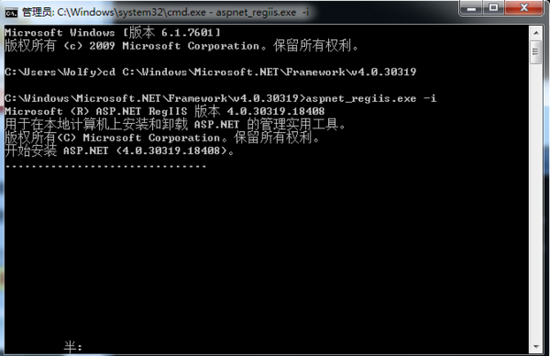 管理员: C:\Windows\system32\cmd.exe - aspnet_regiis.exe  -i
Microsoft Windows [版本 6.1.7601]
版权所有 (c) 2009 Microsoft Corporation。保留所有权利。
C:\Users\Wolfy>cd C:\Windows\Microsoft.NET\Framework\v4.0.30319
C:\Windows\Microsoft.NET\Framework\v4.0.30319>aspnet_regiis.exe -i
Microsoft (R) ASP.NET RegIIS 版本 4.0.30319.18408
用于在本地计算机上安装和卸载 ASP.NET 的管理实用工具。
版权所有(C) Microsoft Corporation。保留所有权利。
开始安装 ASP.NET (4.0.30319.18408)。
..............................
半: